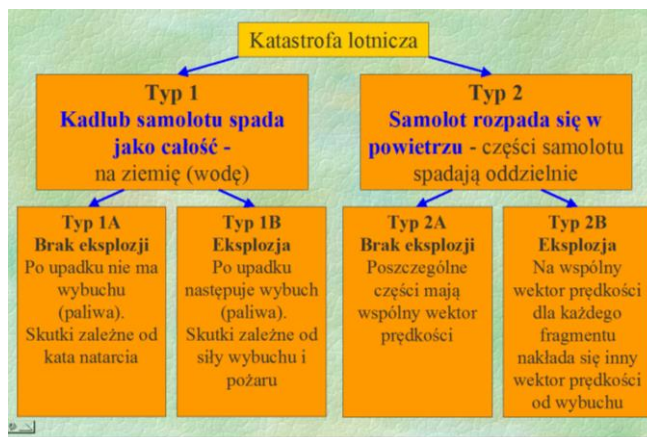 Katastrofa lotnicza
Typ 1
Kadlub samolotu spada
jako całość -
na ziemię (wodę)
Typ 2
Samolot rozpada się w
powietrzu - części samolotu
spadają oddzielnie
Typ 1A
Brak eksplozji
Po upadku nie ma
wybuchu
(paliwa).
Skutki zależne od
kata natarcia
Typ 1B
Eksplozja
Po upadku
następuje wybuch
(paliwa).
Skutki zależne od
siły wybuchu i
pożaru
Typ 2A
Brak eksplozji
Poszczególne
części mają
wspólny wektor
prędkości
Typ 2B
Eksplozja
Na wspólny
wektor prędkości
dla każdego
fragmentu
nakłada się inny
wektor prędkości
od wybuchu